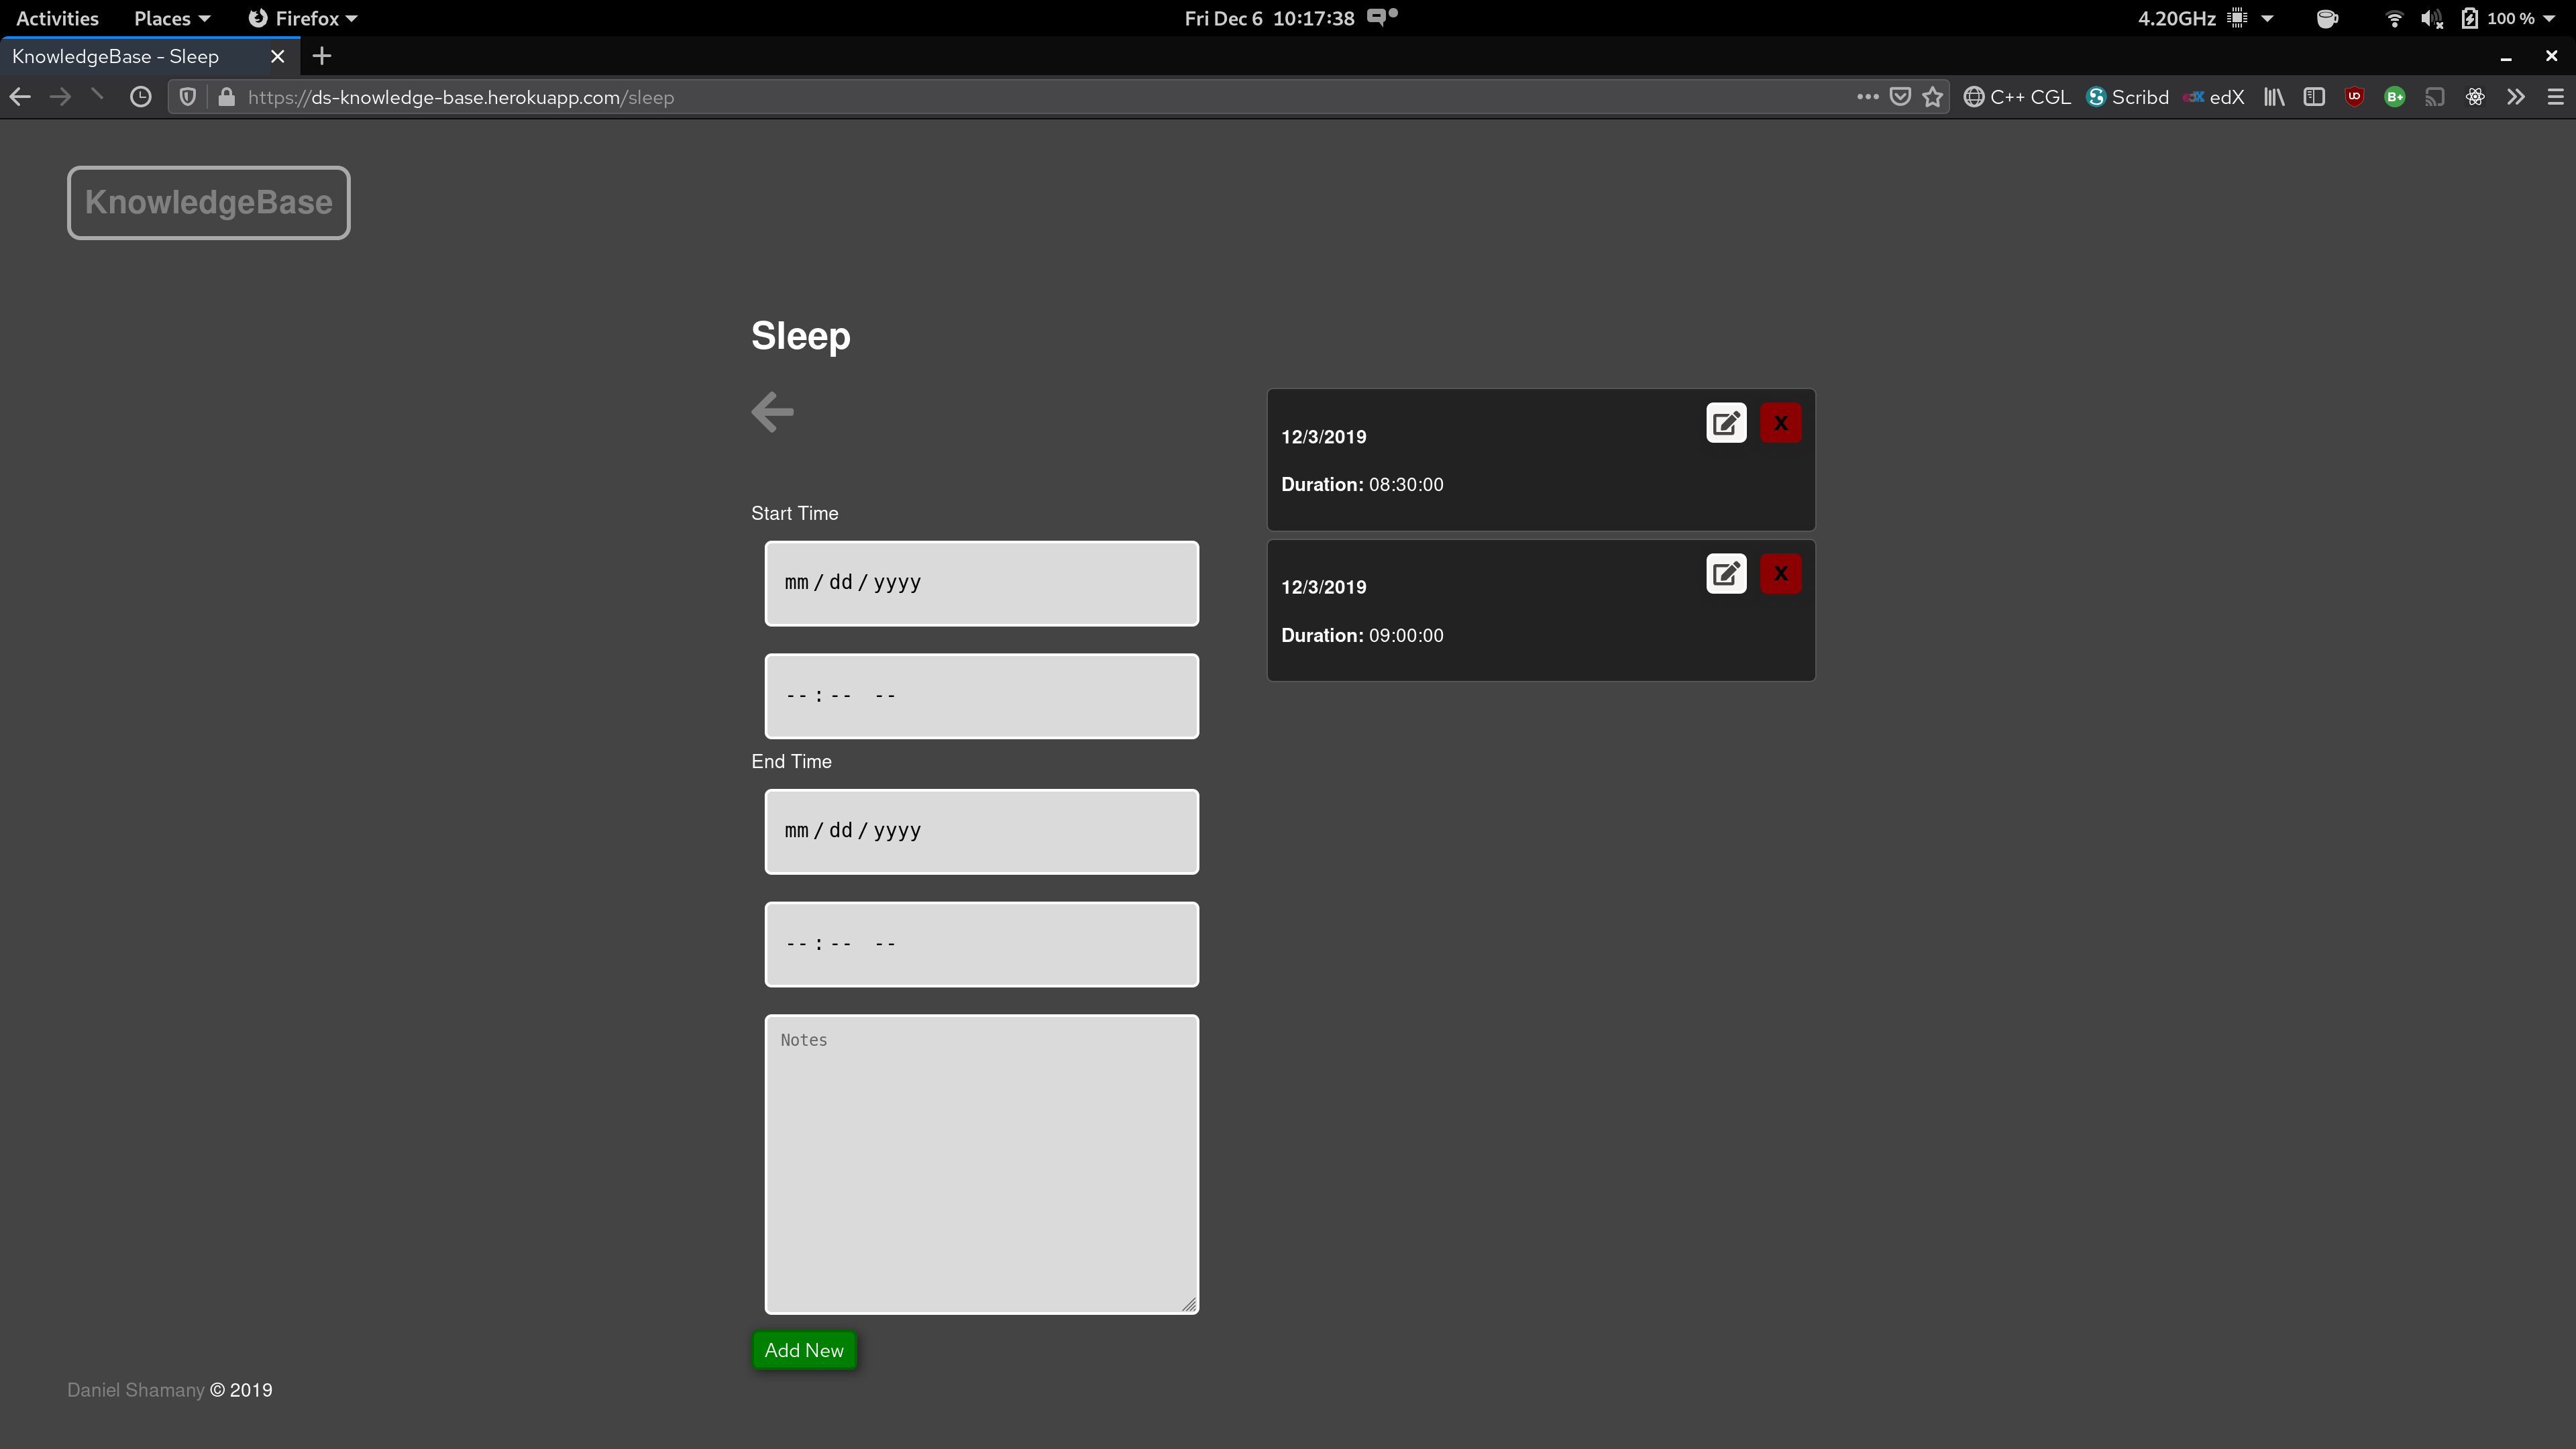 Activities Places Firefox Fri Dec 6 10:17:38 4.20GHz 100 %
KnowledgeBase - Sleep
https://ds-knowledge-base.herokuapp.com/sleep C++ CGL Scribd edX UO B+
KnowledgeBase
Sleep
Start Time
mm / dd / yyyy
-- : -- --
End Time
mm / dd / yyyy
-- : -- --
Notes
Add New
12/3/2019 X
Duration: 08:30:00
12/3/2019 X
Duration: 09:00:00
Daniel Shamany © 2019